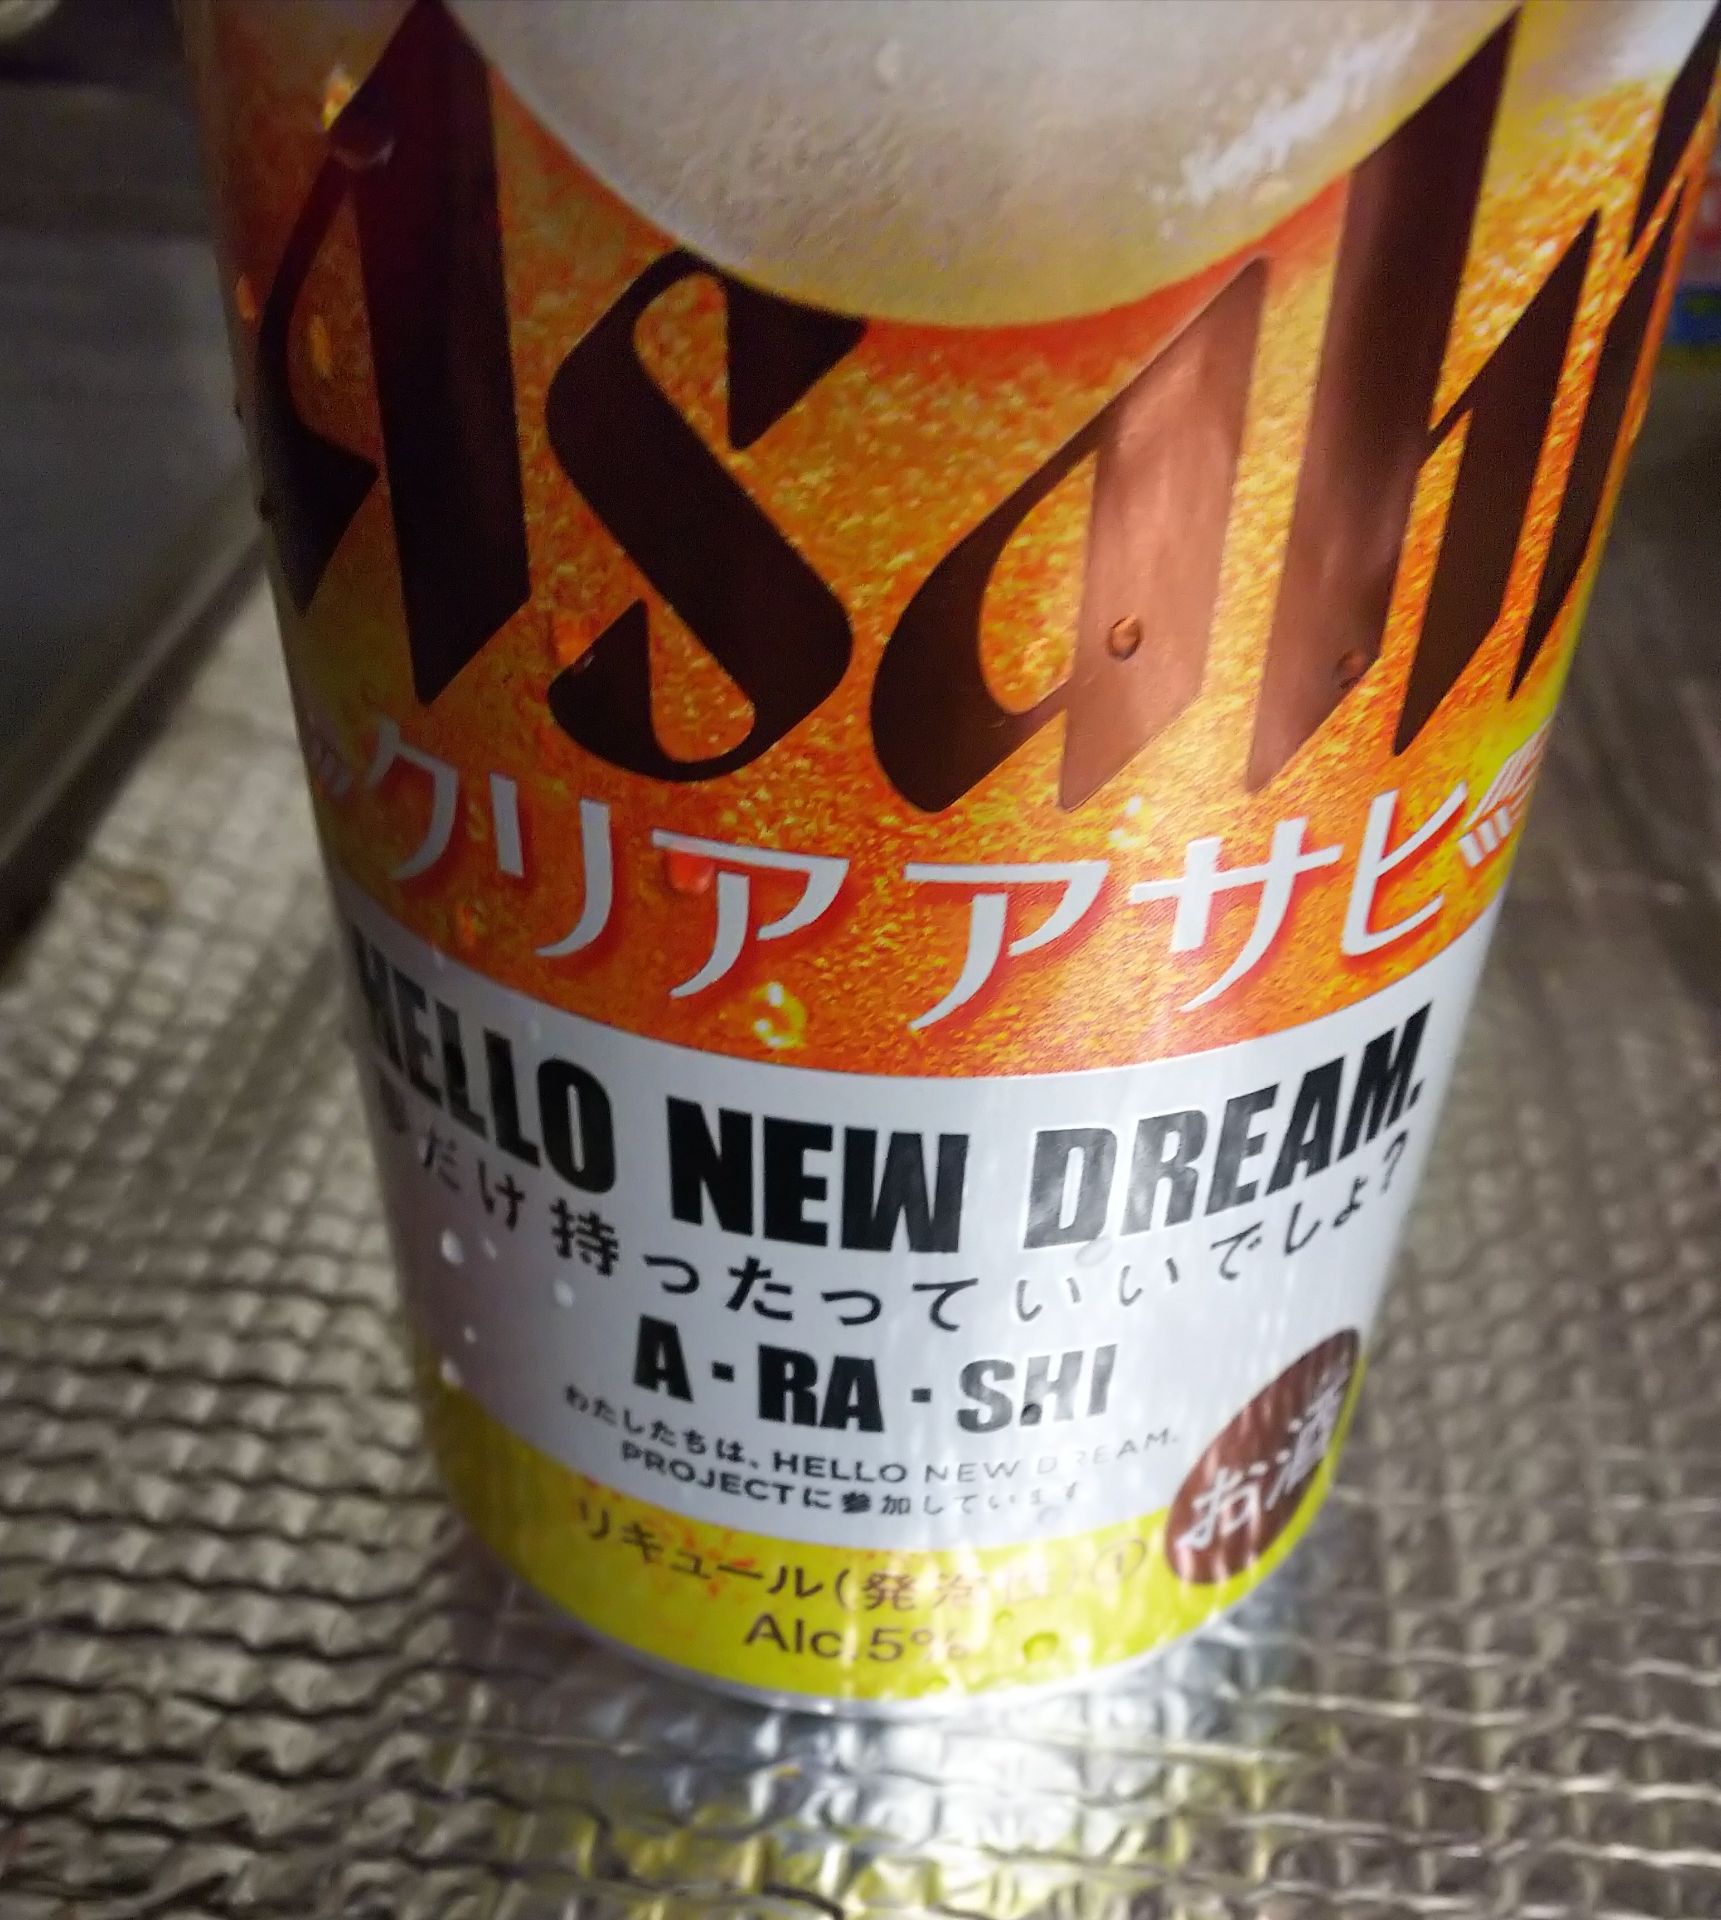 Asahi
クリア アサヒ
HELLO NEW DREAM.
だけ持ったっていいでしょ?
A・RA・SHI
わたしたちは、HELLO NEW DREAM.
PROJECTに参加しています
お酒
リキュール(発泡性)①
Alc.5%